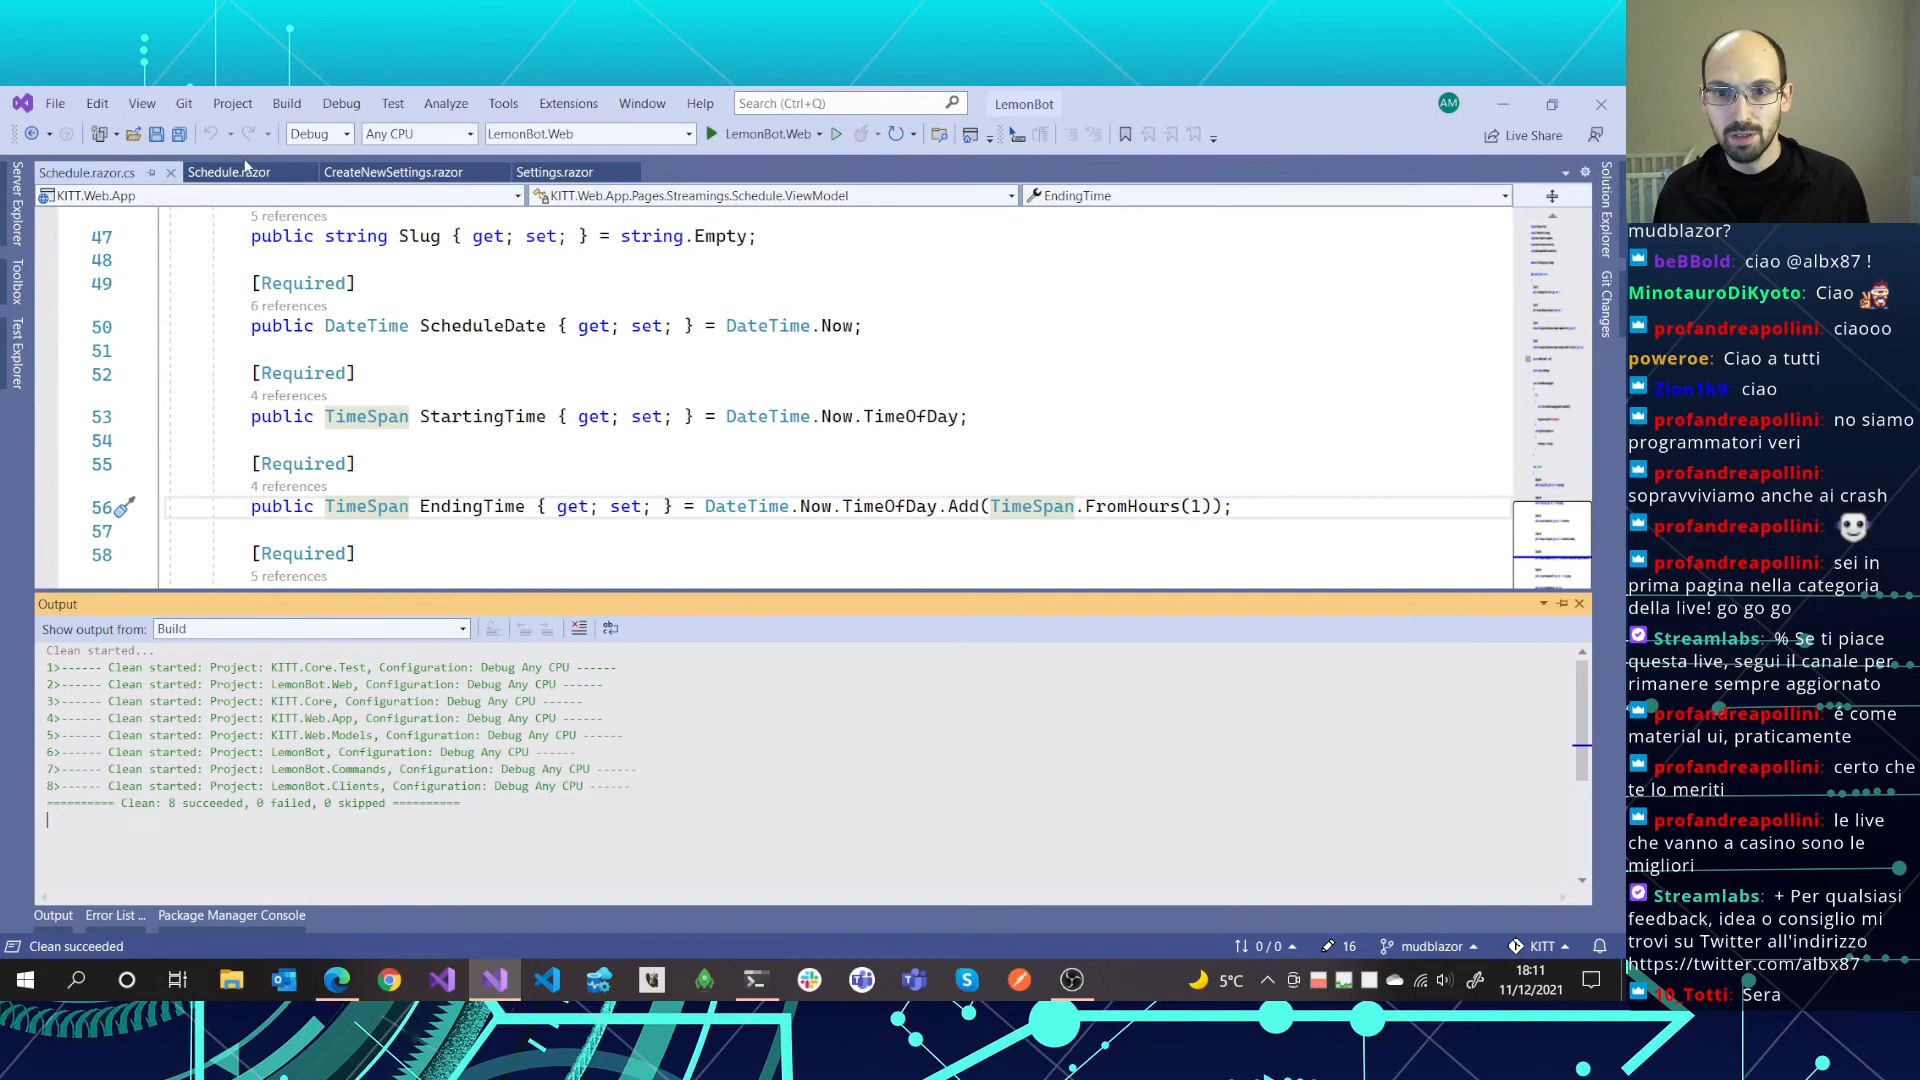 File Edit View Git Project Build Debug Test Analyze Tools Extensions Window Help Search (Ctrl+Q) LemonBot AM
Debug Any CPU LemonBot.Web LemonBot.Web Live Share
Schedule.razor.cs Schedule.razor CreateNewSettings.razor Settings.razor
KITT.Web.App KITT.Web.App.Pages.Streamings.Schedule.ViewModel EndingTime
Server Explorer
Toolbox
Test Explorer
Solution Explorer
Git Changes
5 references
47 public string Slug { get; set; } = string.Empty;
48
49 [Required]
6 references
50 public DateTime ScheduleDate { get; set; } = DateTime.Now;
51
52 [Required]
4 references
53 public TimeSpan StartingTime { get; set; } = DateTime.Now.TimeOfDay;
54
55 [Required]
4 references
56 public TimeSpan EndingTime { get; set; } = DateTime.Now.TimeOfDay.Add(TimeSpan.FromHours(1));
57
58 [Required]
5 references
Output
Show output from: Build
Clean started...
1>------ Clean started: Project: KITT.Core.Test, Configuration: Debug Any CPU ------
2>------ Clean started: Project: LemonBot.Web, Configuration: Debug Any CPU ------
3>------ Clean started: Project: KITT.Core, Configuration: Debug Any CPU ------
4>------ Clean started: Project: KITT.Web.App, Configuration: Debug Any CPU ------
5>------ Clean started: Project: KITT.Web.Models, Configuration: Debug Any CPU ------
6>------ Clean started: Project: LemonBot, Configuration: Debug Any CPU ------
7>------ Clean started: Project: LemonBot.Commands, Configuration: Debug Any CPU ------
8>------ Clean started: Project: LemonBot.Clients, Configuration: Debug Any CPU ------
========== Clean: 8 succeeded, 0 failed, 0 skipped ==========
Output Error List ... Package Manager Console
Clean succeeded 0 / 0 16 mudblazor KITT
5°C 18:11
11/12/2021
mudblazor?
beBBold: ciao @albx87 !
MinotauroDiKyoto: Ciao
profandreapollini: ciaooo
poweroe: Ciao a tutti
Zion1k9: ciao
profandreapollini: no siamo
programmatori veri
profandreapollini:
sopravviviamo anche ai crash
profandreapollini:
profandreapollini: sei in
prima pagina nella categoria
della live! go go go
Streamlabs: % Se ti piace
questa live, segui il canale per
rimanere sempre aggiornato
profandreapollini: é come
material ui, praticamente
profandreapollini: certo che
te lo meriti
profandreapollini: le live
che vanno a casino sono le
migliori
Streamlabs: + Per qualsiasi
feedback, idea o consiglio mi
trovi su Twitter all'indirizzo
https://twitter.com/albx87
10_Totti: Sera